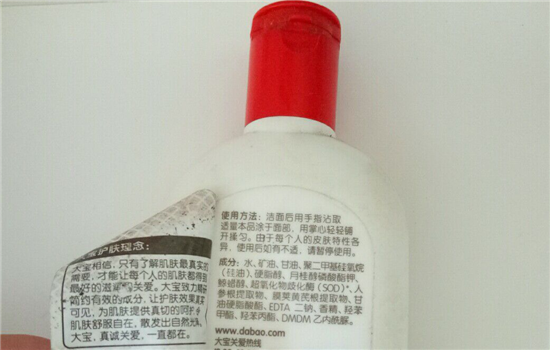 使用方法：洁面后用手指沾取
适量本品涂于面部，用掌心轻轻铺
开揉匀。由于每个人的皮肤特性各
异，使用后如有不适，请暂停使用。
成分：水、矿油、甘油、聚二甲基硅氧烷
(硅油)、硬脂醇、月桂醇磷酸酯钾、
鲸蜡醇、超氧化物歧化酶(SOD)*、人
参根提取物、膜荚黄芪根提取物、甘
油硬脂酸酯、EDTA 二钠、香精、羟苯
甲酯、羟苯丙酯、DMDM 乙内酰脲。
www.dabao.com
大宝关爱热线
护肤理念：
大宝相信，只有了解肌肤最真实的
需要，才能让每个人的肌肤都得到
最好的滋润与关爱。大宝致力于
简约有效的成分，让护肤效果真实
可见，为肌肤提供真切的呵护
肌肤舒服自在，散发出自然光
大宝，真诚关爱，一直都在。